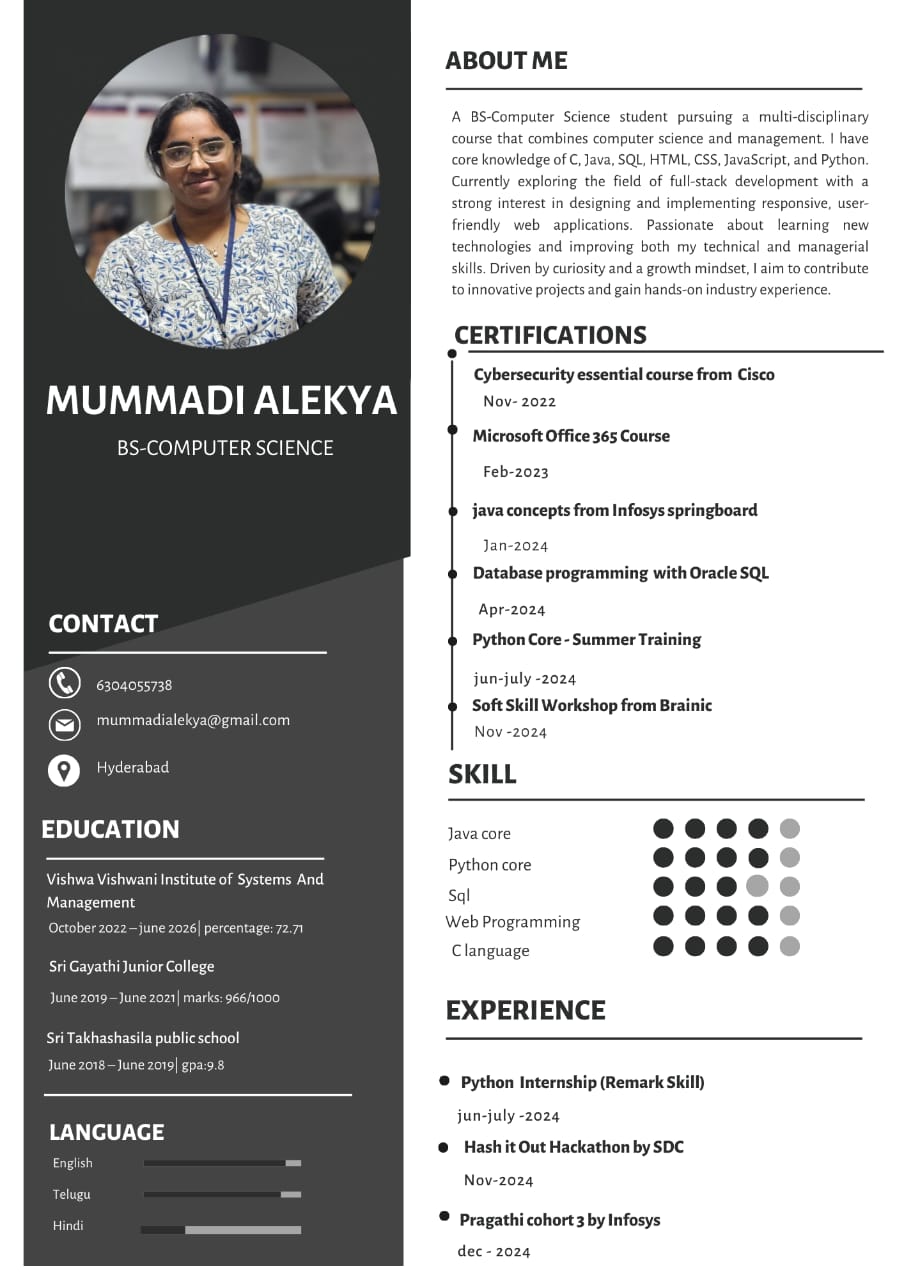 MUMMADI ALEKYA
BS-COMPUTER SCIENCE
CONTACT
6304055738
mummadialekya@gmail.com
Hyderabad
EDUCATION
Vishwa Vishwani Institute of Systems And
Management
October 2022 – june 2026| percentage: 72.71
Sri Gayathi Junior College
June 2019 – June 2021| marks: 966/1000
Sri Takhashasila public school
June 2018 – June 2019| gpa:9.8
LANGUAGE
English
Telugu
Hindi
ABOUT ME
A BS-Computer Science student pursuing a multi-disciplinary
course that combines computer science and management. I have
core knowledge of C, Java, SQL, HTML, CSS, JavaScript, and Python.
Currently exploring the field of full-stack development with a
strong interest in designing and implementing responsive, user-
friendly web applications. Passionate about learning new
technologies and improving both my technical and managerial
skills. Driven by curiosity and a growth mindset, I aim to contribute
to innovative projects and gain hands-on industry experience.
CERTIFICATIONS
Cybersecurity essential course from Cisco
Nov- 2022
Microsoft Office 365 Course
Feb-2023
java concepts from Infosys springboard
Jan-2024
Database programming with Oracle SQL
Apr-2024
Python Core - Summer Training
jun-july -2024
Soft Skill Workshop from Brainic
Nov -2024
SKILL
Java core
Python core
Sql
Web Programming
C language
EXPERIENCE
Python Internship (Remark Skill)
jun-july -2024
Hash it Out Hackathon by SDC
Nov-2024
Pragathi cohort 3 by Infosys
dec - 2024